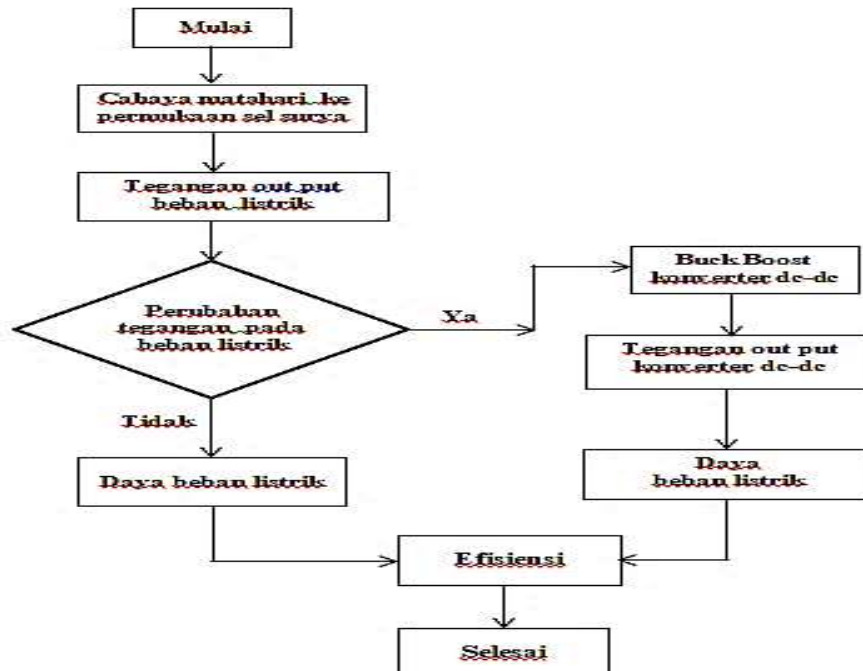 Mulai
Cahaya matahari ke
permukaan sel surya
Tegangan out put
beban listrik
Perubahan
tegangan pada
beban listrik
Ya
Tidak
Daya beban listrik
Buck Boost
konverter dc-dc
Tegangan out put
konverter dc-dc
Daya
beban listrik
Efisiensi
Selesai